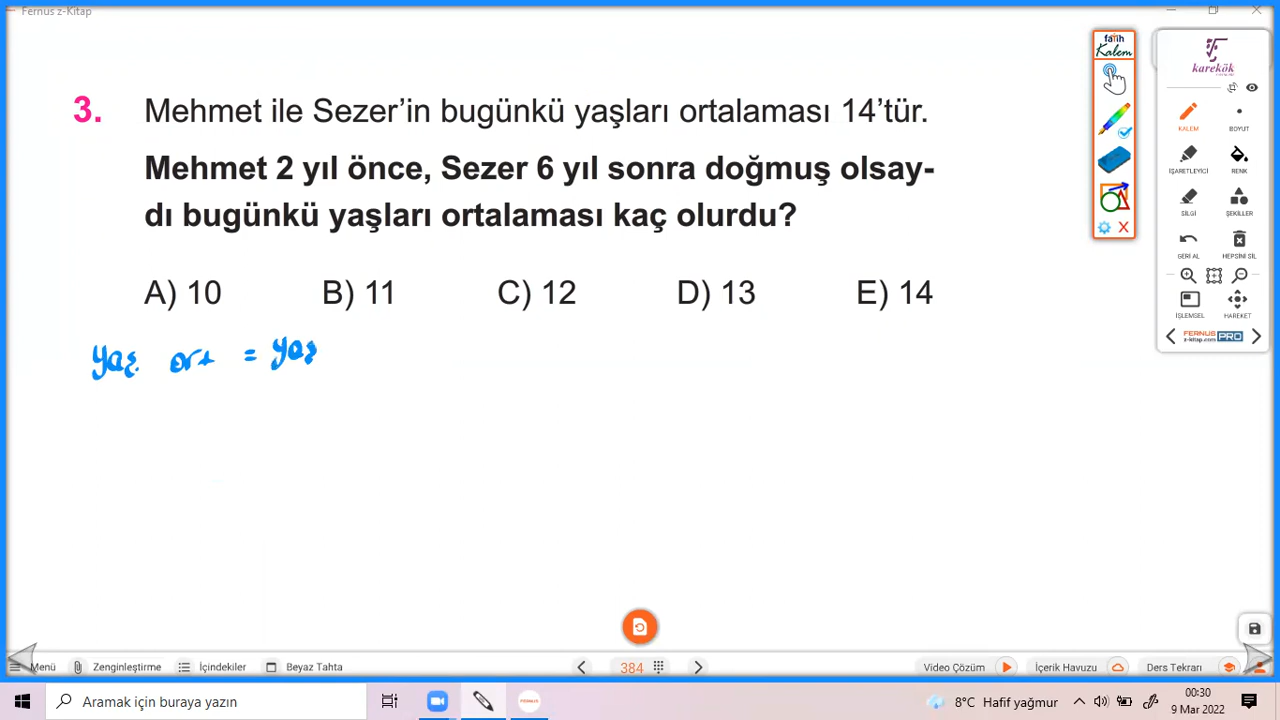 Fernus z-Kitap
fatih
Kalem
karekök
KALEM
BOYUT
İŞARETLEYİCİ
RENK
SİLGİ
ŞEKİLLER
GERİ AL
HEPSİNİ SİL
İŞLEMSEL
HAREKET
FERNUS
z-kitap.com
PRO
3. Mehmet ile Sezer’in bugünkü yaşları ortalaması 14’tür.
Mehmet 2 yıl önce, Sezer 6 yıl sonra doğmuş olsay-
dı bugünkü yaşları ortalaması kaç olurdu?
A) 10 B) 11 C) 12 D) 13 E) 14
yaş. ort = yaş
Menü Zenginleştirme İçindekiler Beyaz Tahta 384 Video Çözüm İçerik Havuzu Ders Tekrarı
Aramak için buraya yazın FERNUS 8°C Hafif yağmur 00:30
9 Mar 2022